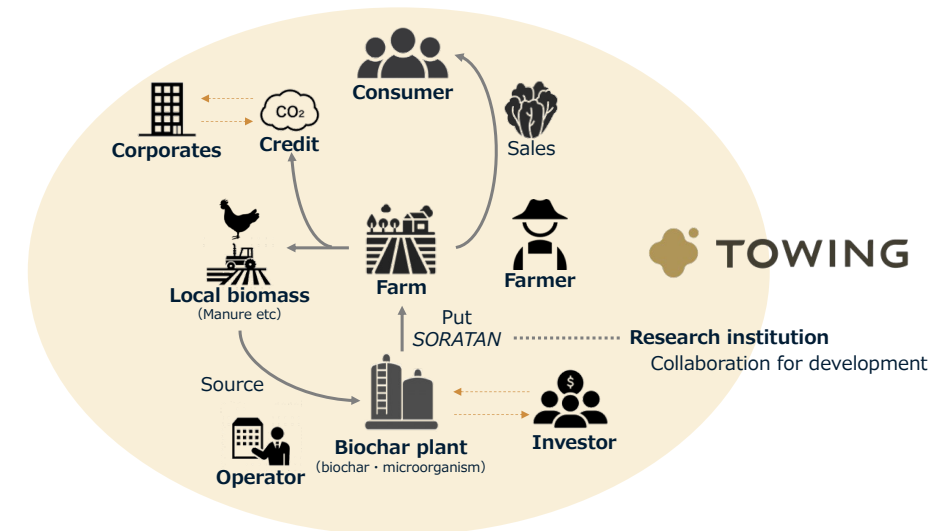 Consumer
CO₂
Corporates
Credit
Sales
TOWING
Local biomass
(Manure etc)
Farm
Farmer
Put
SORATAN
Research institution
Collaboration for development
Source
$
Biochar plant
(biochar・microorganism)
Investor
Operator